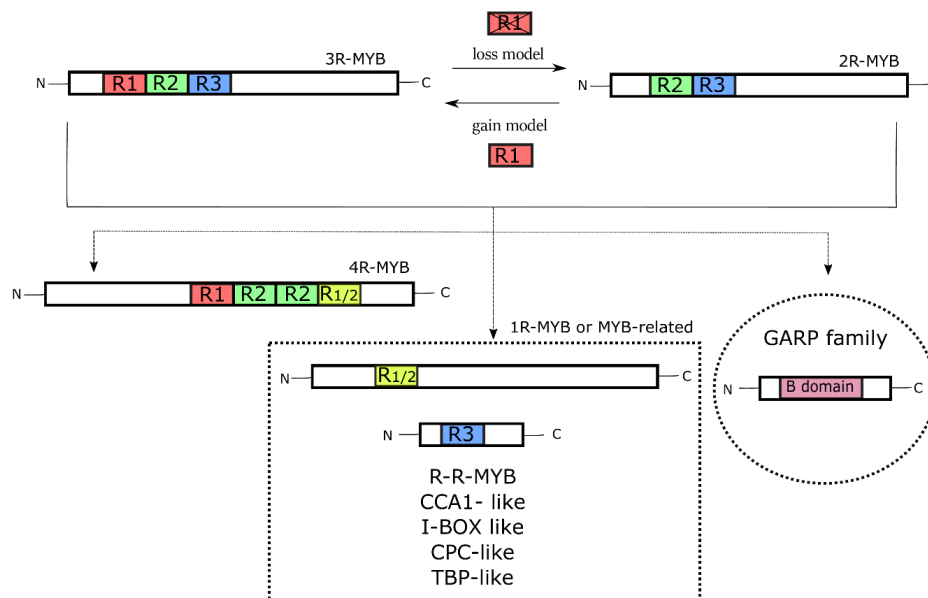 R1
loss model
3R-MYB
2R-MYB
N
R1 R2 R3
C
N
R2 R3
C
gain model
R1
4R-MYB
N
R1 R2 R2 R1/2
C
1R-MYB or MYB-related
N
R1/2
C
N
R3
C
R-R-MYB
CCA1- like
I-BOX like
CPC-like
TBP-like
GARP family
N
B domain
C